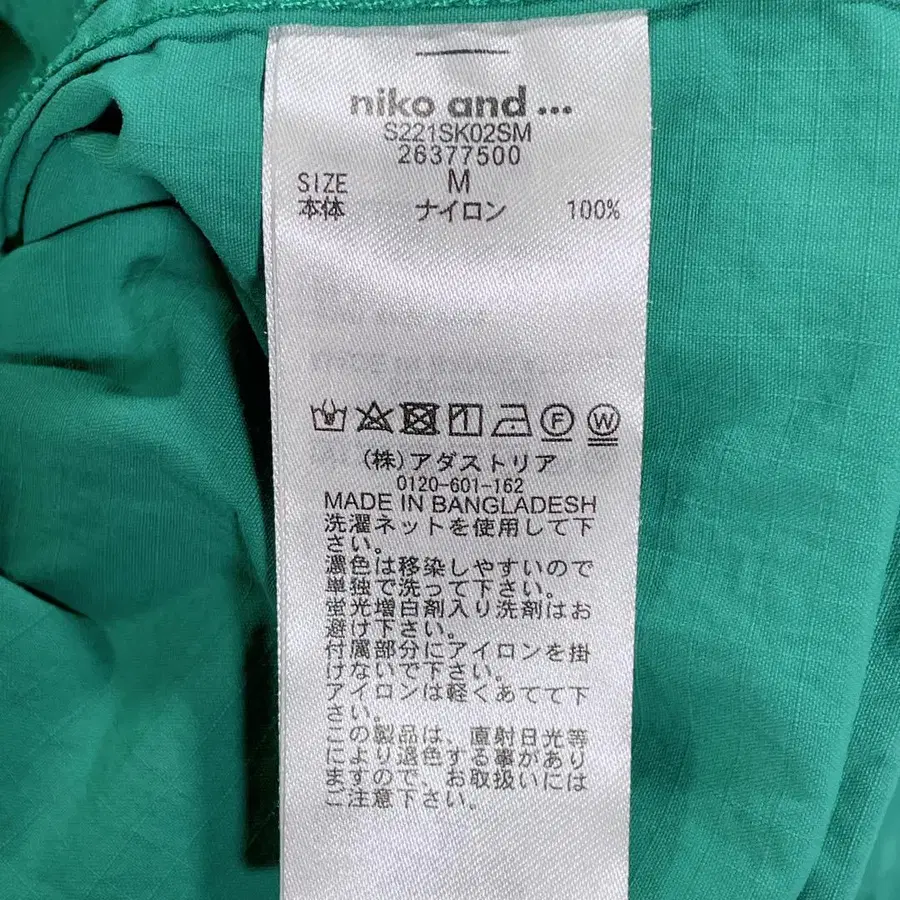 niko and ...
S221SK02SM
26377500
SIZE M
本体 ナイロン 100%
F W
(株)アダストリア
0120-601-162
MADE IN BANGLADESH
洗濯ネットを使用して下
さい。
濃色は移染しやすいので
単独で洗って下さい。
蛍光増白剤入り洗剤はお
避け下さい。
付属部分にアイロンを掛
けないで下さい。
アイロンは軽くあてて下
さい。
この製品は、直射日光等
により退色する事があり
ますので、お取扱いには
ご注意下さい。